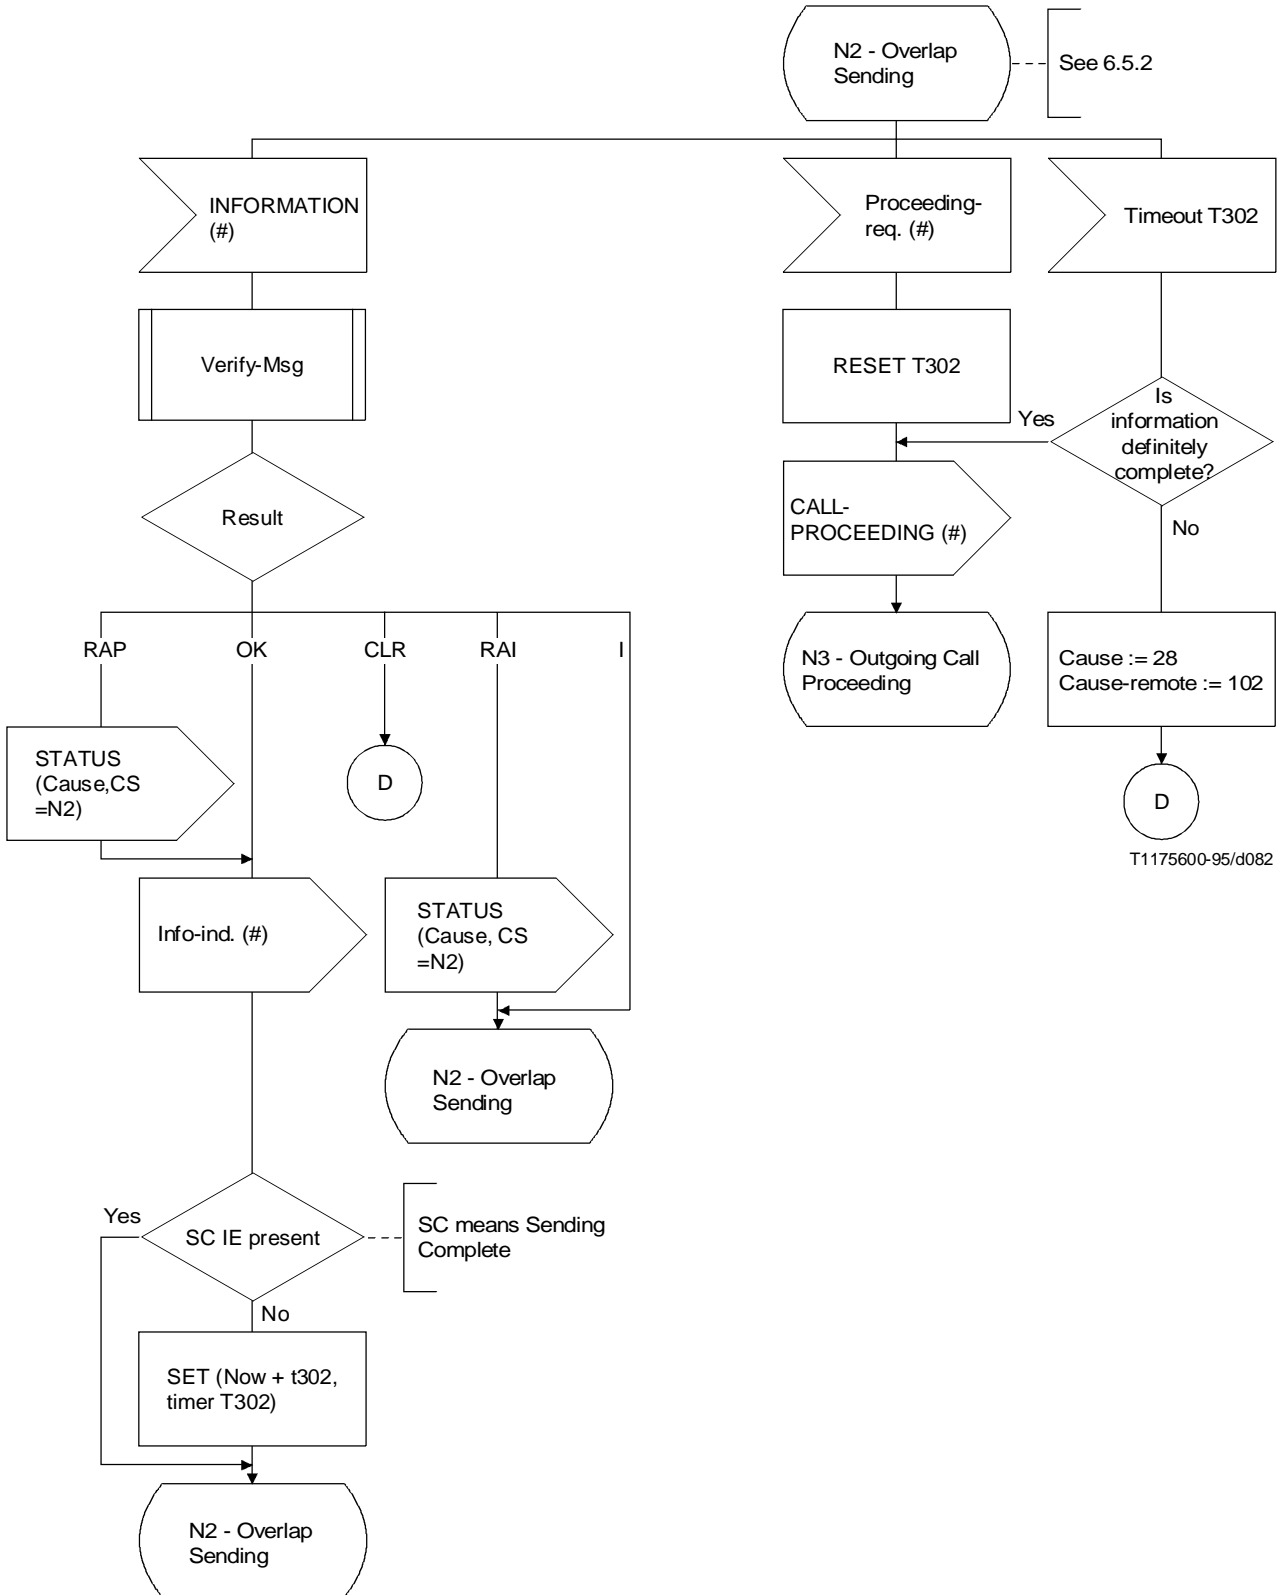 N2 - Overlap
Sending
See 6.5.2
INFORMATION
(#)
Proceeding-
req. (#)
Timeout T302
Verify-Msg
RESET T302
Is
information
definitely
complete?
Yes
No
Result
CALL-
PROCEEDING (#)
RAP
OK
CLR
RAI
I
N3 - Outgoing Call
Proceeding
Cause := 28
Cause-remote := 102
STATUS
(Cause,CS
=N2)
D
D
T1175600-95/d082
Info-ind. (#)
STATUS
(Cause, CS
=N2)
N2 - Overlap
Sending
Yes
SC IE present
SC means Sending
Complete
No
SET (Now + t302,
timer T302)
N2 - Overlap
Sending